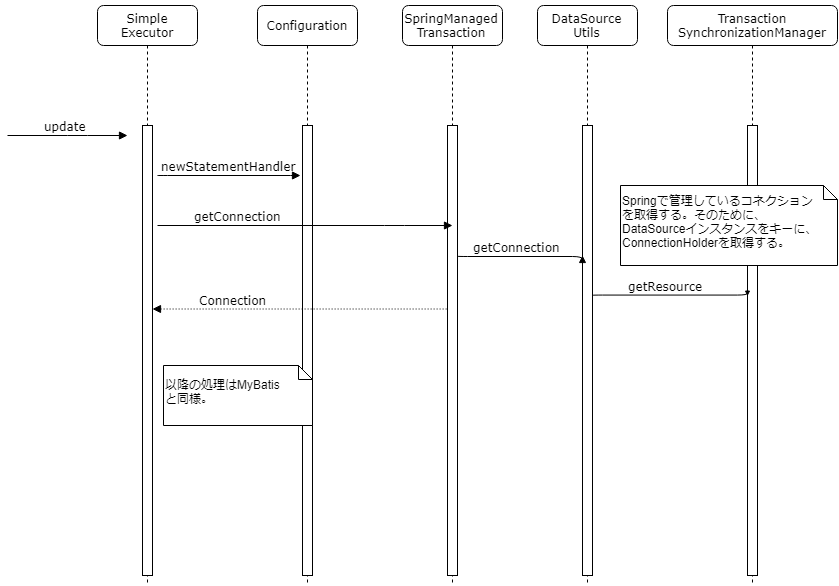 Simple
Executor
Configuration
SpringManaged
Transaction
DataSource
Utils
Transaction
SynchronizationManager
update
newStatementHandler
Springで管理しているコネクション
を取得する。そのために、
DataSourceインスタンスをキーに、
ConnectionHolderを取得する。
getConnection
getConnection
getResource
Connection
以降の処理はMyBatis
と同様。